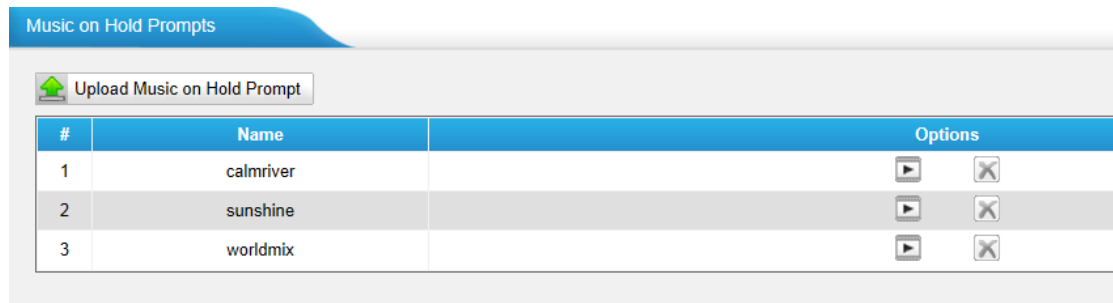 Music on Hold Prompts
Upload Music on Hold Prompt
# Name Options
1 calmriver
2 sunshine
3 worldmix